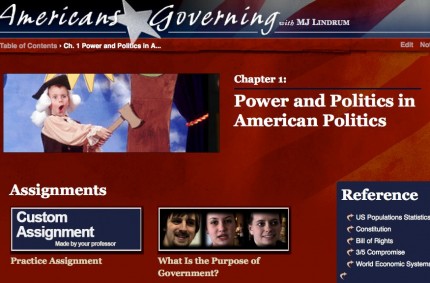 Americans Governing with MJ LINDRUM
Table of Contents › Ch. 1 Power and Politics in A...
Edit
Chapter 1:
Power and Politics in
American Politics
Assignments
Custom
Assignment
Made by your professor
Practice Assignment
What Is the Purpose of
Government?
Reference
US Populations Statistics
Constitution
Bill of Rights
3/5 Compromise
World Economic Systems